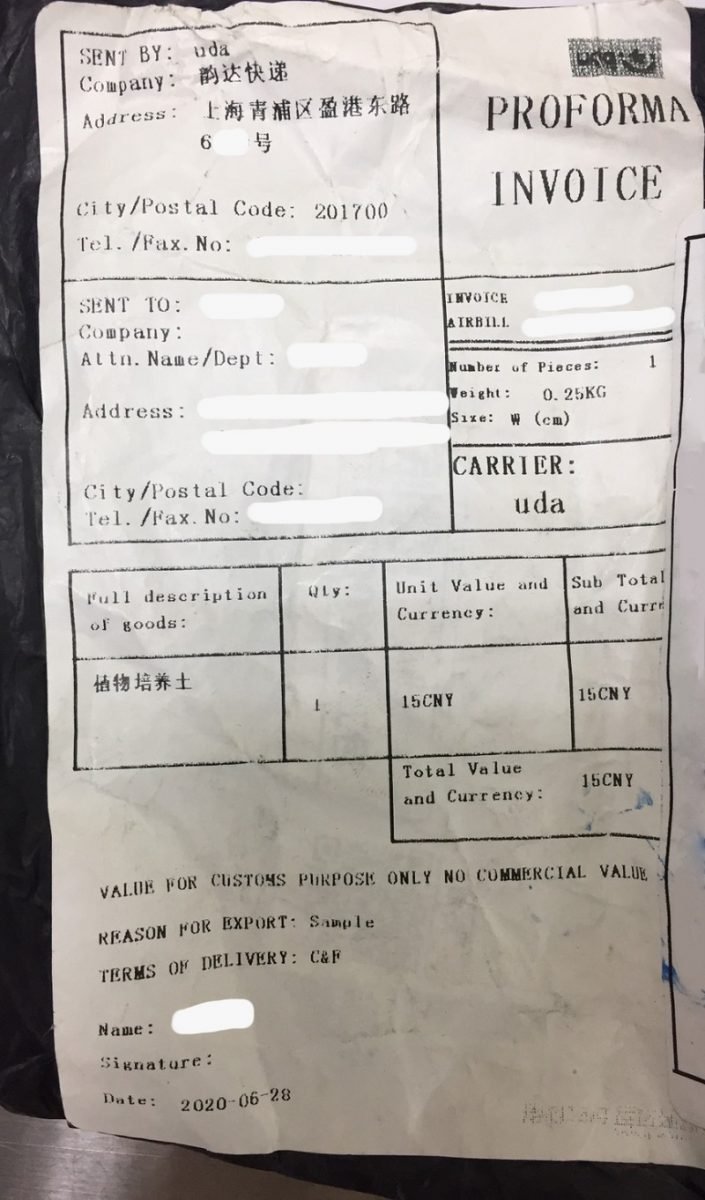 SENT BY: uda
Company: 韵达快递
Address: 上海青浦区盈港东路
6 号
City/Postal Code: 201700
Tel./Fax.No:
PROFORMA
INVOICE
SENT TO:
Company:
Attn.Name/Dept:
Address:
City/Postal Code:
Tel./Fax.No:
INVOICE
AIRBILL
Number of Pieces: 1
Weight: 0.25KG
Size: W (cm)
CARRIER:
uda
Full description
of goods:
Qty:
Unit Value and
Currency:
Sub Total
and Curre
植物培养土
1
15CNY
15CNY
Total Value
and Currency:
15CNY
VALUE FOR CUSTOMS PURPOSE ONLY NO COMMERCIAL VALUE
REASON FOR EXPORT: Sample
TERMS OF DELIVERY: C&F
Name:
Signature:
Date: 2020-06-28